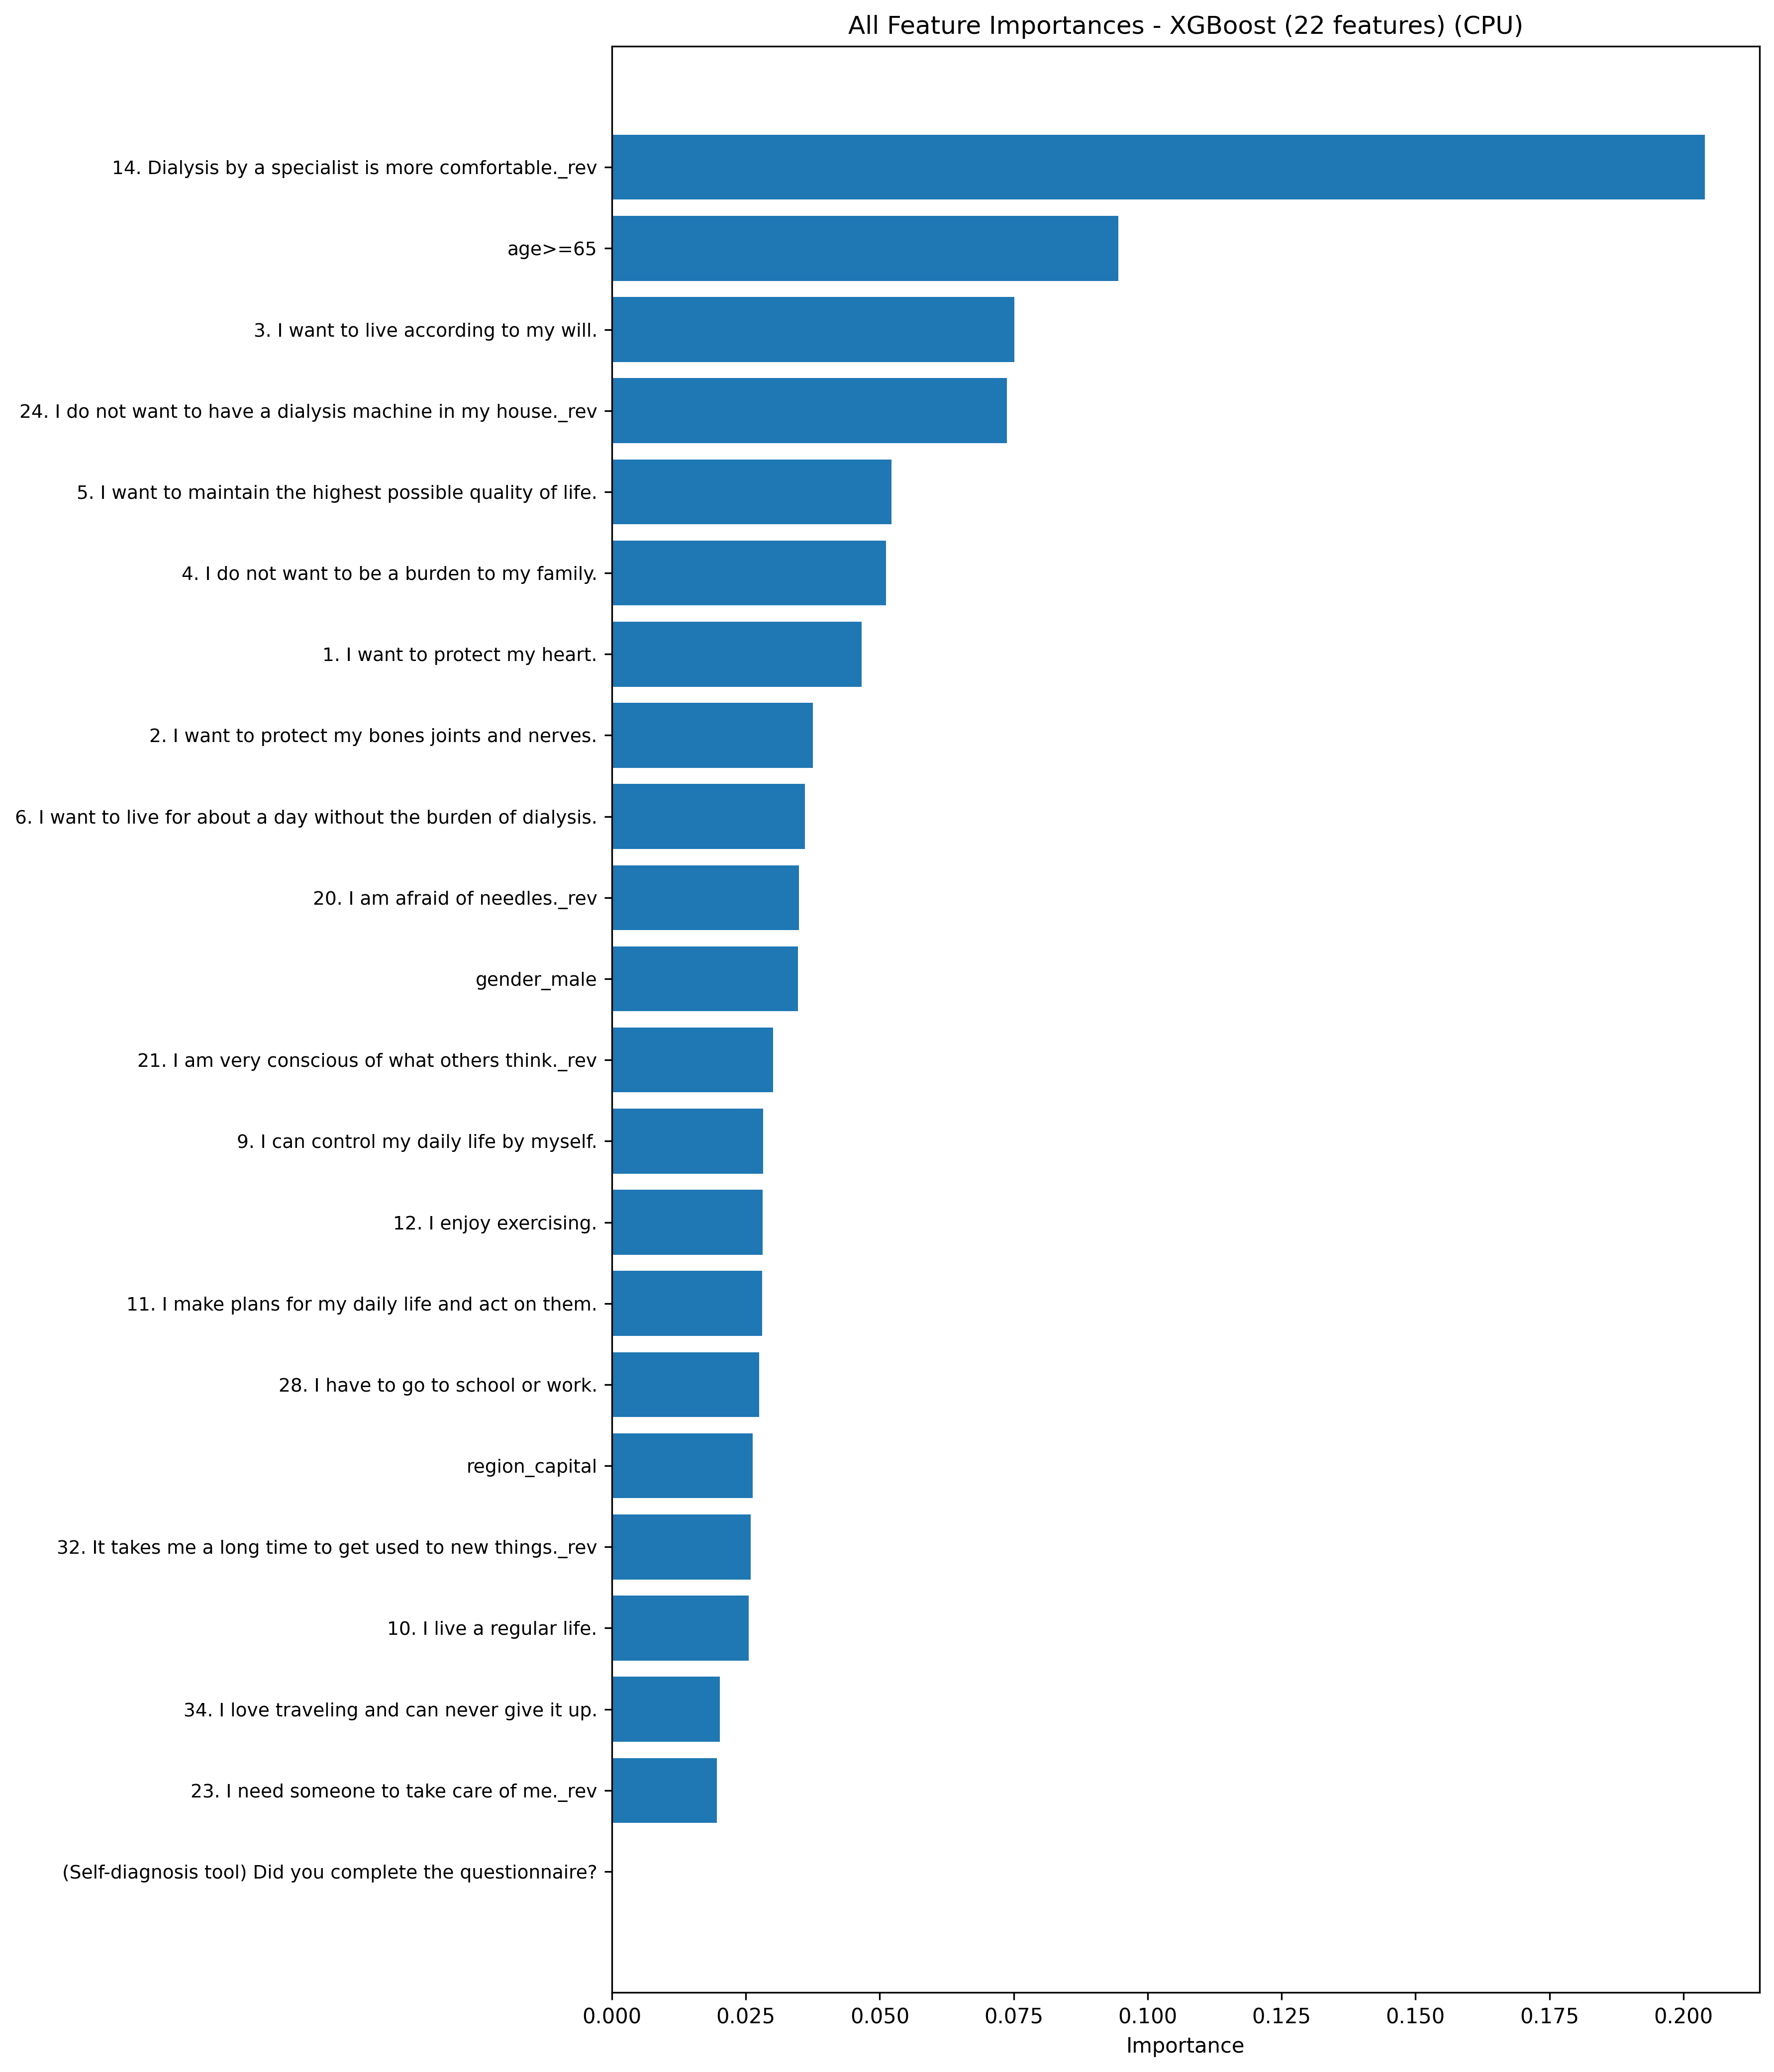 All Feature Importances - XGBoost (22 features) (CPU)
14. Dialysis by a specialist is more comfortable._rev
age>=65
3. I want to live according to my will.
24. I do not want to have a dialysis machine in my house._rev
5. I want to maintain the highest possible quality of life.
4. I do not want to be a burden to my family.
1. I want to protect my heart.
2. I want to protect my bones joints and nerves.
6. I want to live for about a day without the burden of dialysis.
20. I am afraid of needles._rev
gender_male
21. I am very conscious of what others think._rev
9. I can control my daily life by myself.
12. I enjoy exercising.
11. I make plans for my daily life and act on them.
28. I have to go to school or work.
region_capital
32. It takes me a long time to get used to new things._rev
10. I live a regular life.
34. I love traveling and can never give it up.
23. I need someone to take care of me._rev
(Self-diagnosis tool) Did you complete the questionnaire?
0.000 0.025 0.050 0.075 0.100 0.125 0.150 0.175 0.200
Importance